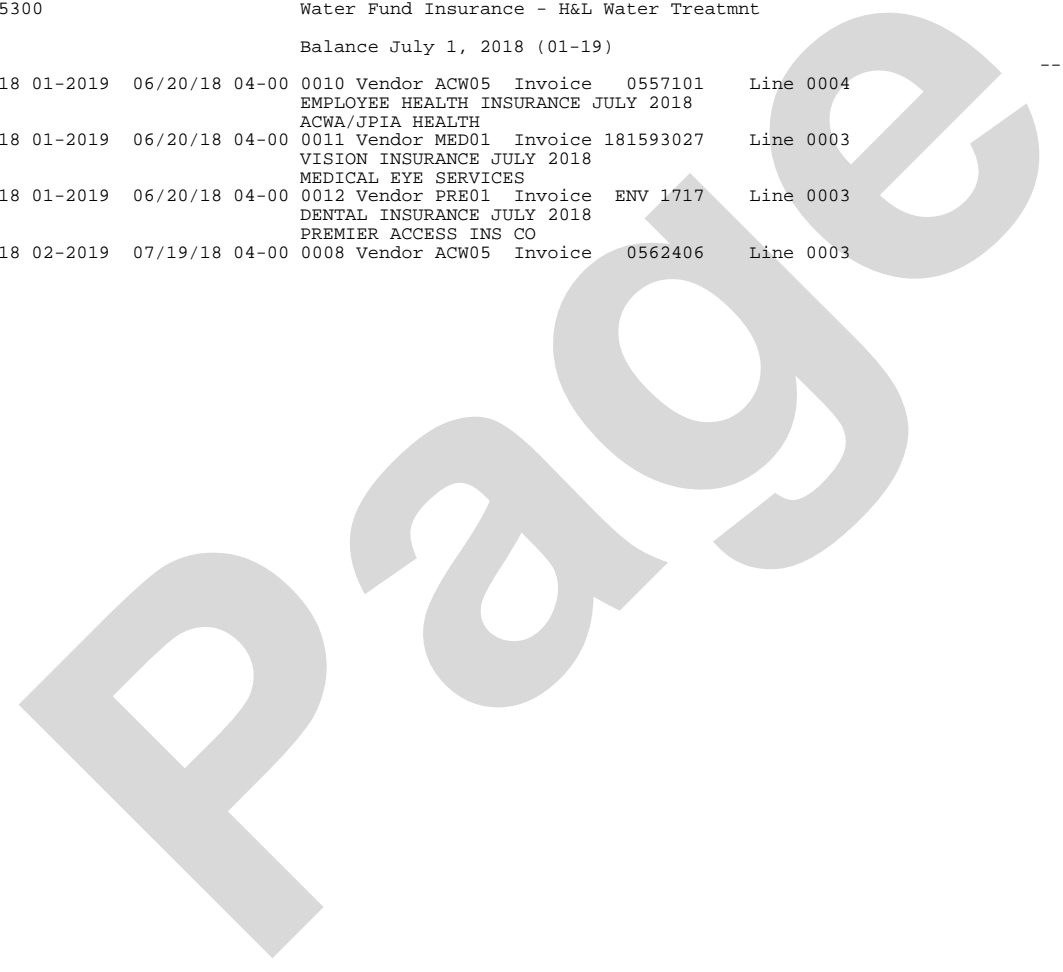 5300 Water Fund Insurance - H&L Water Treatmnt
Balance July 1, 2018 (01-19)
--
18 01-2019 06/20/18 04-00 0010 Vendor ACW05 Invoice 0557101 Line 0004
EMPLOYEE HEALTH INSURANCE JULY 2018
ACWA/JPIA HEALTH
18 01-2019 06/20/18 04-00 0011 Vendor MED01 Invoice 181593027 Line 0003
VISION INSURANCE JULY 2018
MEDICAL EYE SERVICES
18 01-2019 06/20/18 04-00 0012 Vendor PRE01 Invoice ENV 1717 Line 0003
DENTAL INSURANCE JULY 2018
PREMIER ACCESS INS CO
18 02-2019 07/19/18 04-00 0008 Vendor ACW05 Invoice 0562406 Line 0003
Page